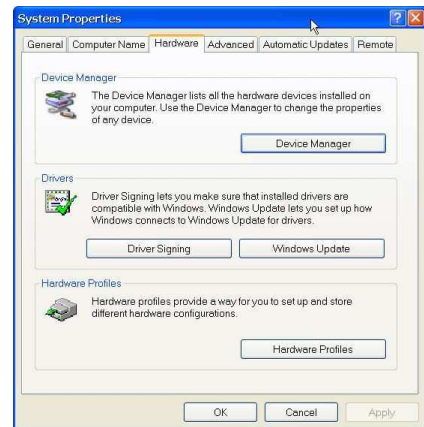 System Properties
General Computer Name Hardware Advanced Automatic Updates Remote
Device Manager
The Device Manager lists all the hardware devices installed on
your computer. Use the Device Manager to change the properties
of any device.
Device Manager
Drivers
Driver Signing lets you make sure that installed drivers are
compatible with Windows. Windows Update lets you set up how
Windows connects to Windows Update for drivers.
Driver Signing Windows Update
Hardware Profiles
Hardware profiles provide a way for you to set up and store
different hardware configurations.
Hardware Profiles
OK Cancel Apply